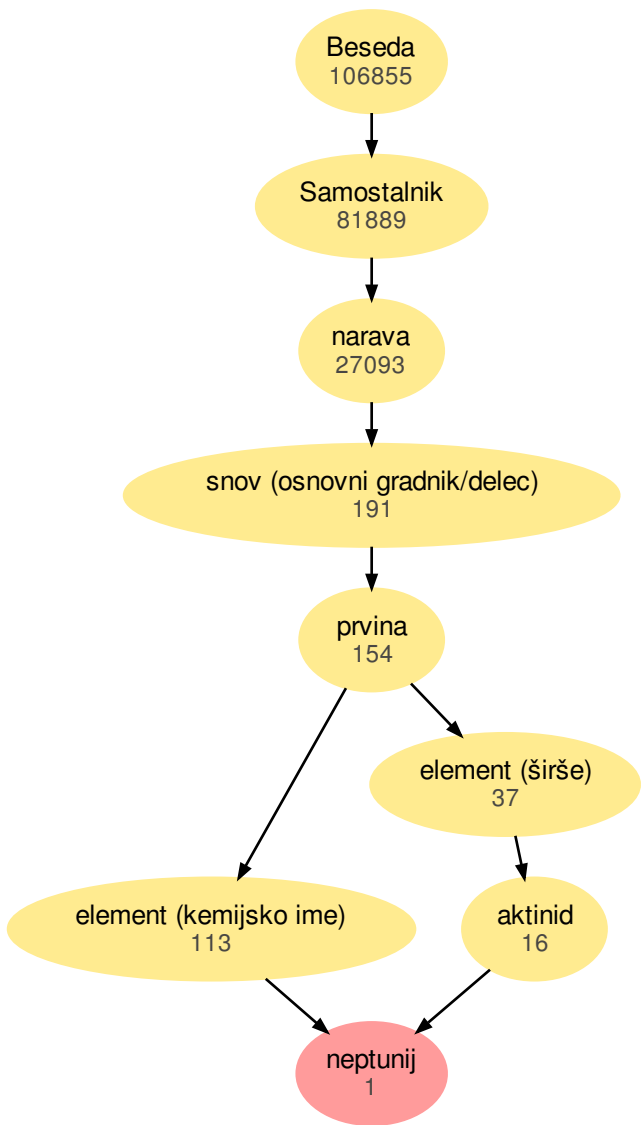 Beseda
106855
Samostalnik
81889
narava
27093
snov (osnovni gradnik/delec)
191
prvina
154
element (širše)
37
element (kemijsko ime)
113
aktinid
16
neptunij
1